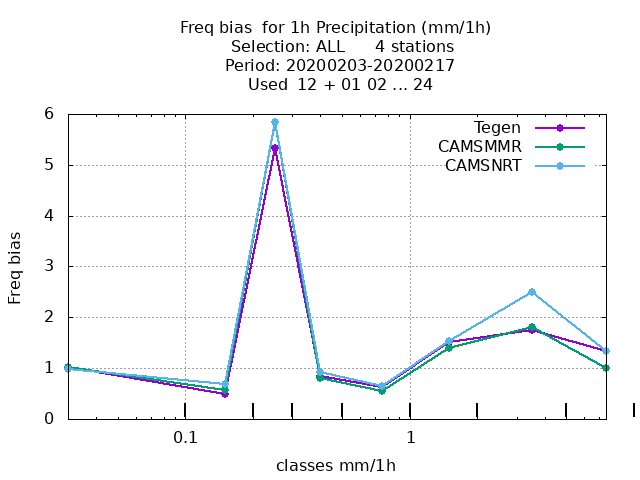 Freq bias  for 1h Precipitation (mm/1h)
Selection: ALL      4 stations
Period: 20200203-20200217
Used  12 + 01 02 ... 24
Tegen
CAMSMMR
CAMSNRT
6
5
4
3
2
1
0
Freq bias
0.1
1
classes mm/1h